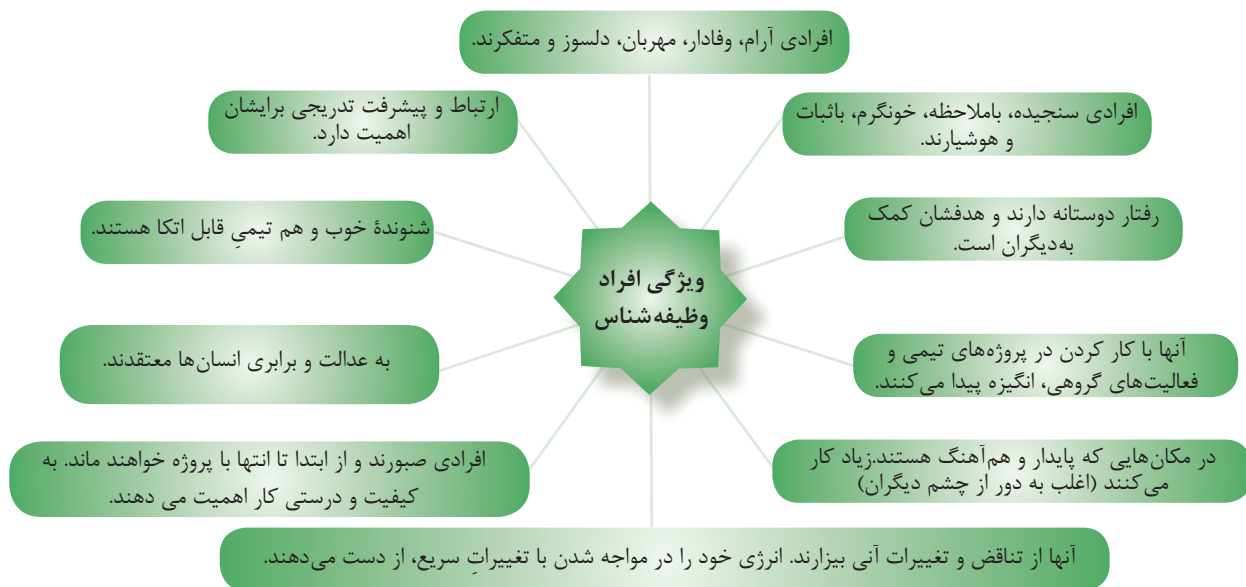 افرادی آرام، وفادار، مهربان، دلسوز و متفکرند.
افرادی سنجیده، باملاحظه، خونگرم، باثبات
و هوشیارند.
رفتار دوستانه دارند و هدفشان کمک
به‌دیگران است.
آنها با کار کردن در پروژه‌های تیمی و
فعالیت‌های گروهی، انگیزه پیدا می‌کنند.
در مکان‌هایی که پایدار و هم‌آهنگ هستند.زیاد کار
می‌کنند (اغلب به دور از چشم دیگران)
آنها از تناقض و تغییرات آنی بیزارند. انرژی خود را در مواجه شدن با تغییراتِ سریع، از دست می‌دهند.
افرادی صبورند و از ابتدا تا انتها با پروژه خواهند ماند. به
کیفیت و درستی کار اهمیت می دهند.
به عدالت و برابری انسان‌ها معتقدند.
شنوندهٔ خوب و هم تیمیِ قابل اتکا هستند.
ارتباط و پیشرفت تدریجی برایشان
اهمیت دارد.
ویژگی افراد
وظیفه‌شناس